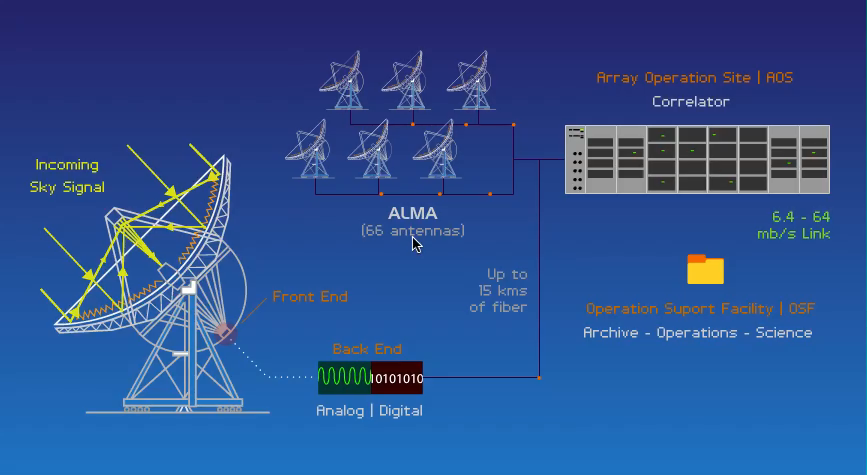 Array Operation Site | AOS
Correlator
Incoming
Sky Signal
ALMA
(66 antennas)
6.4 - 64
mb/s Link
Up to
15 kms
of fiber
Front End
Operation Suport Facility | OSF
Archive - Operations - Science
Back End
10101010
Analog | Digital